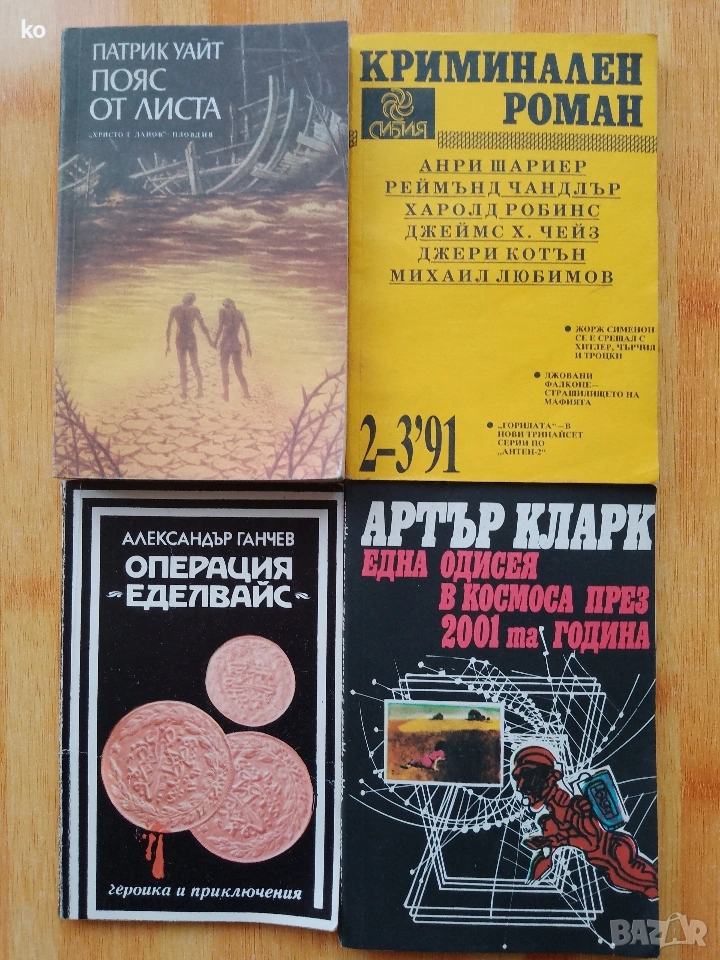 ko
ПАТРИК УАЙТ
ПОЯС
ОТ ЛИСТА
„ХРИСТО Г. ДАНОВ“ ПЛОВДИВ
КРИМИНАЛЕН
РОМАН
СИБИЯ
АНРИ ШАРИЕР
РЕЙМЪНД ЧАНДЛЪР
ХАРОЛД РОБИНС
ДЖЕЙМС Х. ЧЕЙЗ
ДЖЕРИ КОТЪН
МИХАИЛ ЛЮБИМОВ
● ЖОРЖ СИМЕНОН
СЕ Е СРЕЩАЛ С
ХИТЛЕР, ЧЪРЧИЛ
И ТРОЦКИ
● ДЖОВАНИ
ФАЛКОНЕ—
СТРАШИЛИЩЕТО НА
МАФИЯТА
● „ГОРИЛАТА“ — В
НОВИ ТРИНАЙСЕТ
СЕРИИ ПО
„АНТЕН-2“
2–3'91
АЛЕКСАНДЪР ГАНЧЕВ
ОПЕРАЦИЯ
„ЕДЕЛВАЙС“
героика и приключения
АРТЪР КЛАРК
ЕДНА ОДИСЕЯ
В КОСМОСА ПРЕЗ
2001 та ГОДИНА
BAZAR